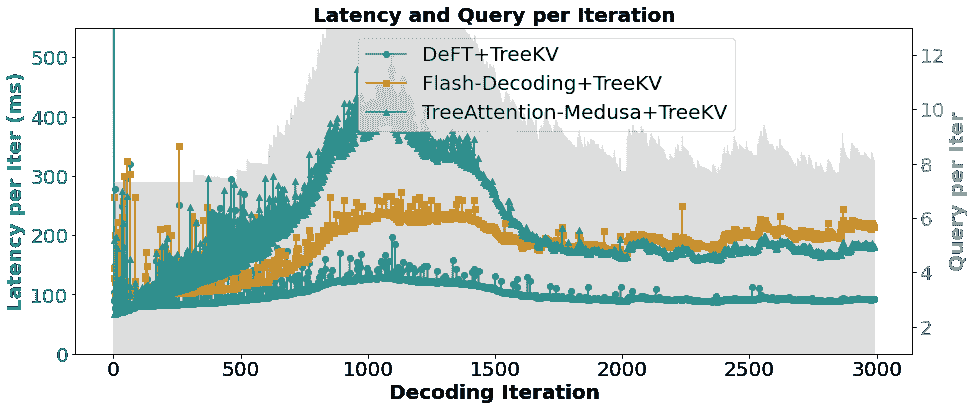 Latency and Query per Iteration
Latency per Iter (ms)
500
400
300
200
100
0
DeFT+TreeKV
Flash-Decoding+TreeKV
TreeAttention-Medusa+TreeKV
12
10
8
6
4
2
Query per Iter
0
500
1000
1500
2000
2500
3000
Decoding Iteration